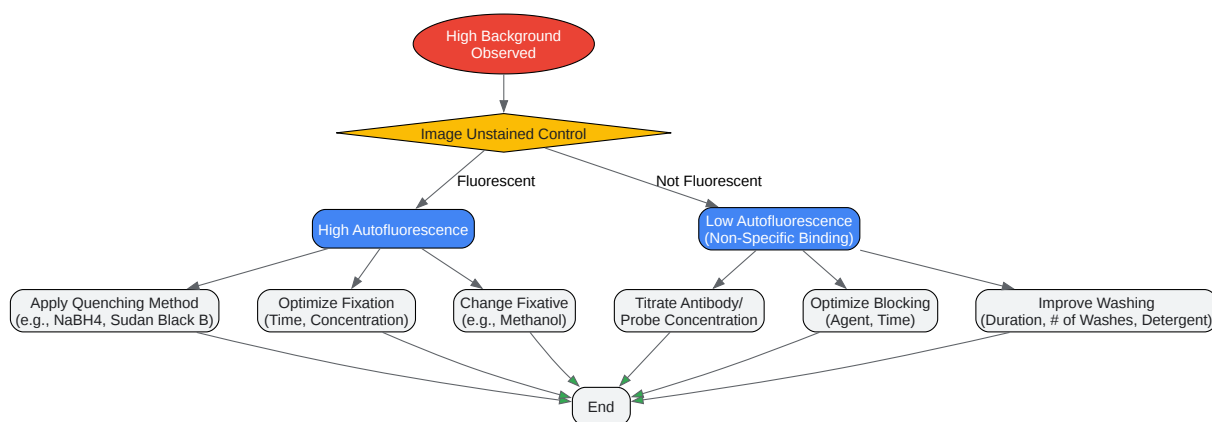 High Background
Observed
Image Unstained Control
Fluorescent
Not Fluorescent
High Autofluorescence
Low Autofluorescence
(Non-Specific Binding)
Apply Quenching Method
(e.g., NaBH4, Sudan Black B)
Optimize Fixation
(Time, Concentration)
Change Fixative
(e.g., Methanol)
Titrate Antibody/
Probe Concentration
Optimize Blocking
(Agent, Time)
Improve Washing
(Duration, # of Washes, Detergent)
End